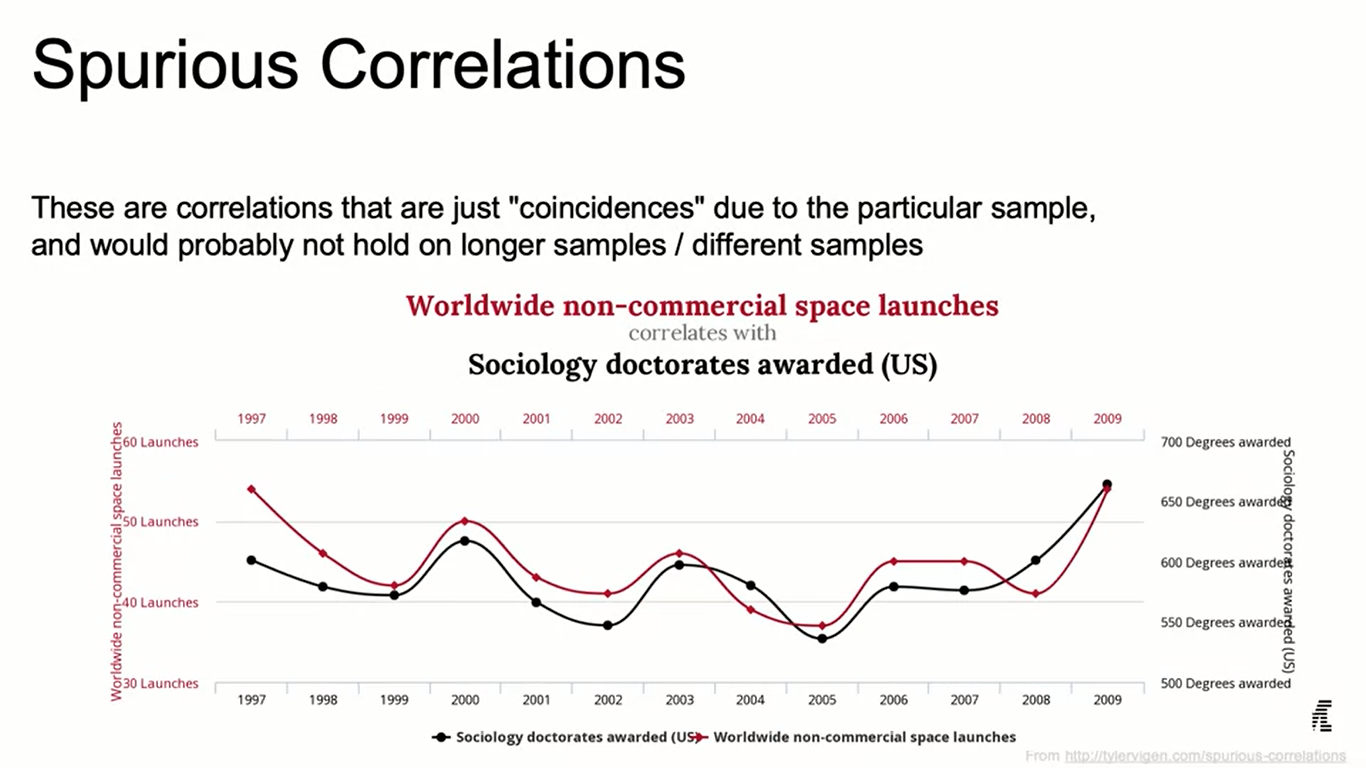 Spurious Correlations
These are correlations that are just "coincidences" due to the particular sample,
and would probably not hold on longer samples / different samples
Worldwide non-commercial space launches
correlates with
Sociology doctorates awarded (US)
1997 1998 1999 2000 2001 2002 2003 2004 2005 2006 2007 2008 2009
Worldwide non-commercial space launches
60 Launches
50 Launches
40 Launches
30 Launches
700 Degrees awarded
650 Degrees awarded
600 Degrees awarded
550 Degrees awarded
500 Degrees awarded
Sociology doctorates awarded (US)
1997 1998 1999 2000 2001 2002 2003 2004 2005 2006 2007 2008 2009
Sociology doctorates awarded (US) Worldwide non-commercial space launches
From http://tylervigen.com/spurious-correlations